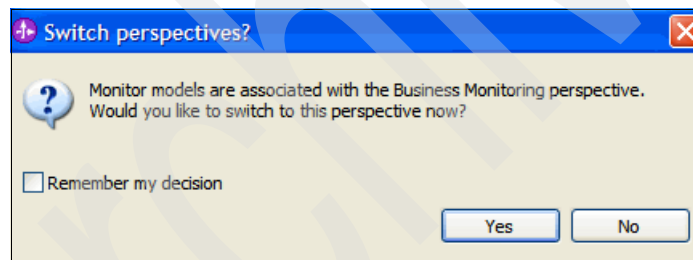 Switch perspectives?
Monitor models are associated with the Business Monitoring perspective.
Would you like to switch to this perspective now?
Remember my decision
Yes No